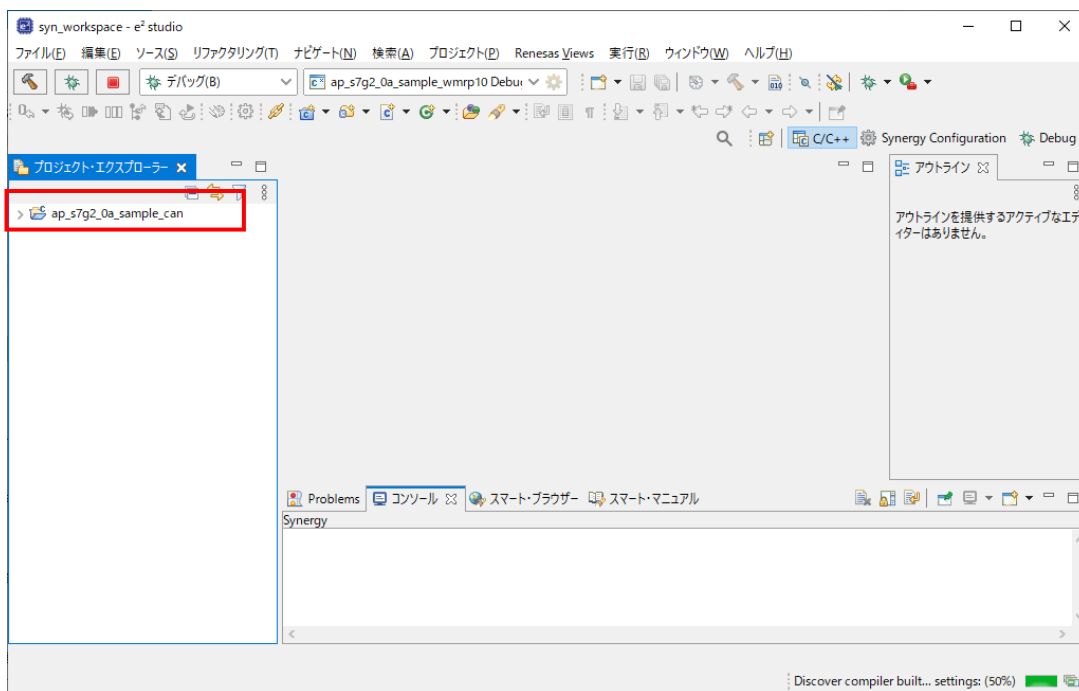 syn_workspace - e² studio
ファイル(F) 編集(E) ソース(S) リファクタリング(T) ナビゲート(N) 検索(A) プロジェクト(P) Renesas Views 実行(R) ウィンドウ(W) ヘルプ(H)
デバッグ(B) ap_s7g2_0a_sample_wmrp10 Debu
C/C++ Synergy Configuration Debug
プロジェクト・エクスプローラー アウトライン
ap_s7g2_0a_sample_can
アウトラインを提供するアクティブなエデ
ィターはありません。
Problems コンソール スマート・ブラウザー スマート・マニュアル
Synergy
Discover compiler built... settings: (50%)